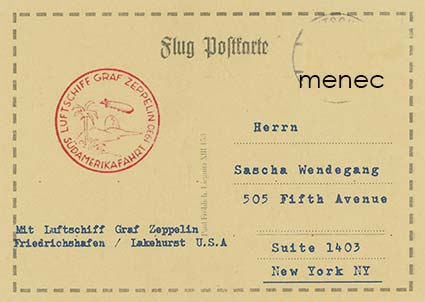 Flug Postkarte
menec
LUFTSCHIFF GRAF ZEPPELIN
SÜDAMERIKAFAHRT 1930
Herrn
Sascha Wendegang
505 Fifth Avenue
Suite 1403
New York NY
Mit Luftschiff Graf Zeppelin
Friedrichshafen / Lakehurst U.S.A